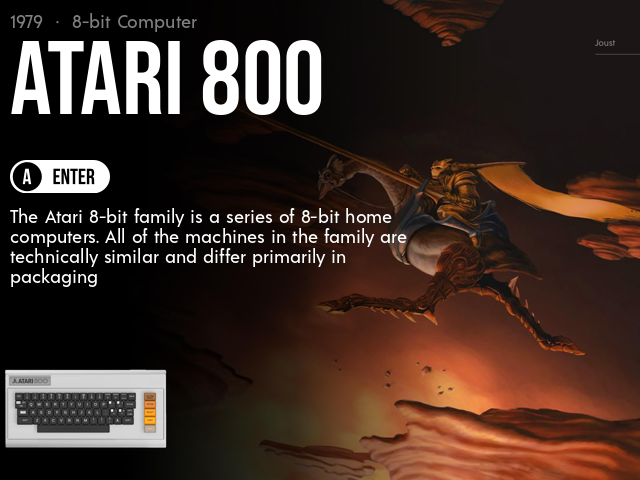 1979 · 8-bit Computer
ATARI 800
Joust
A ENTER
The Atari 8-bit family is a series of 8-bit home
computers. All of the machines in the family are
technically similar and differ primarily in
packaging
ATARI 800